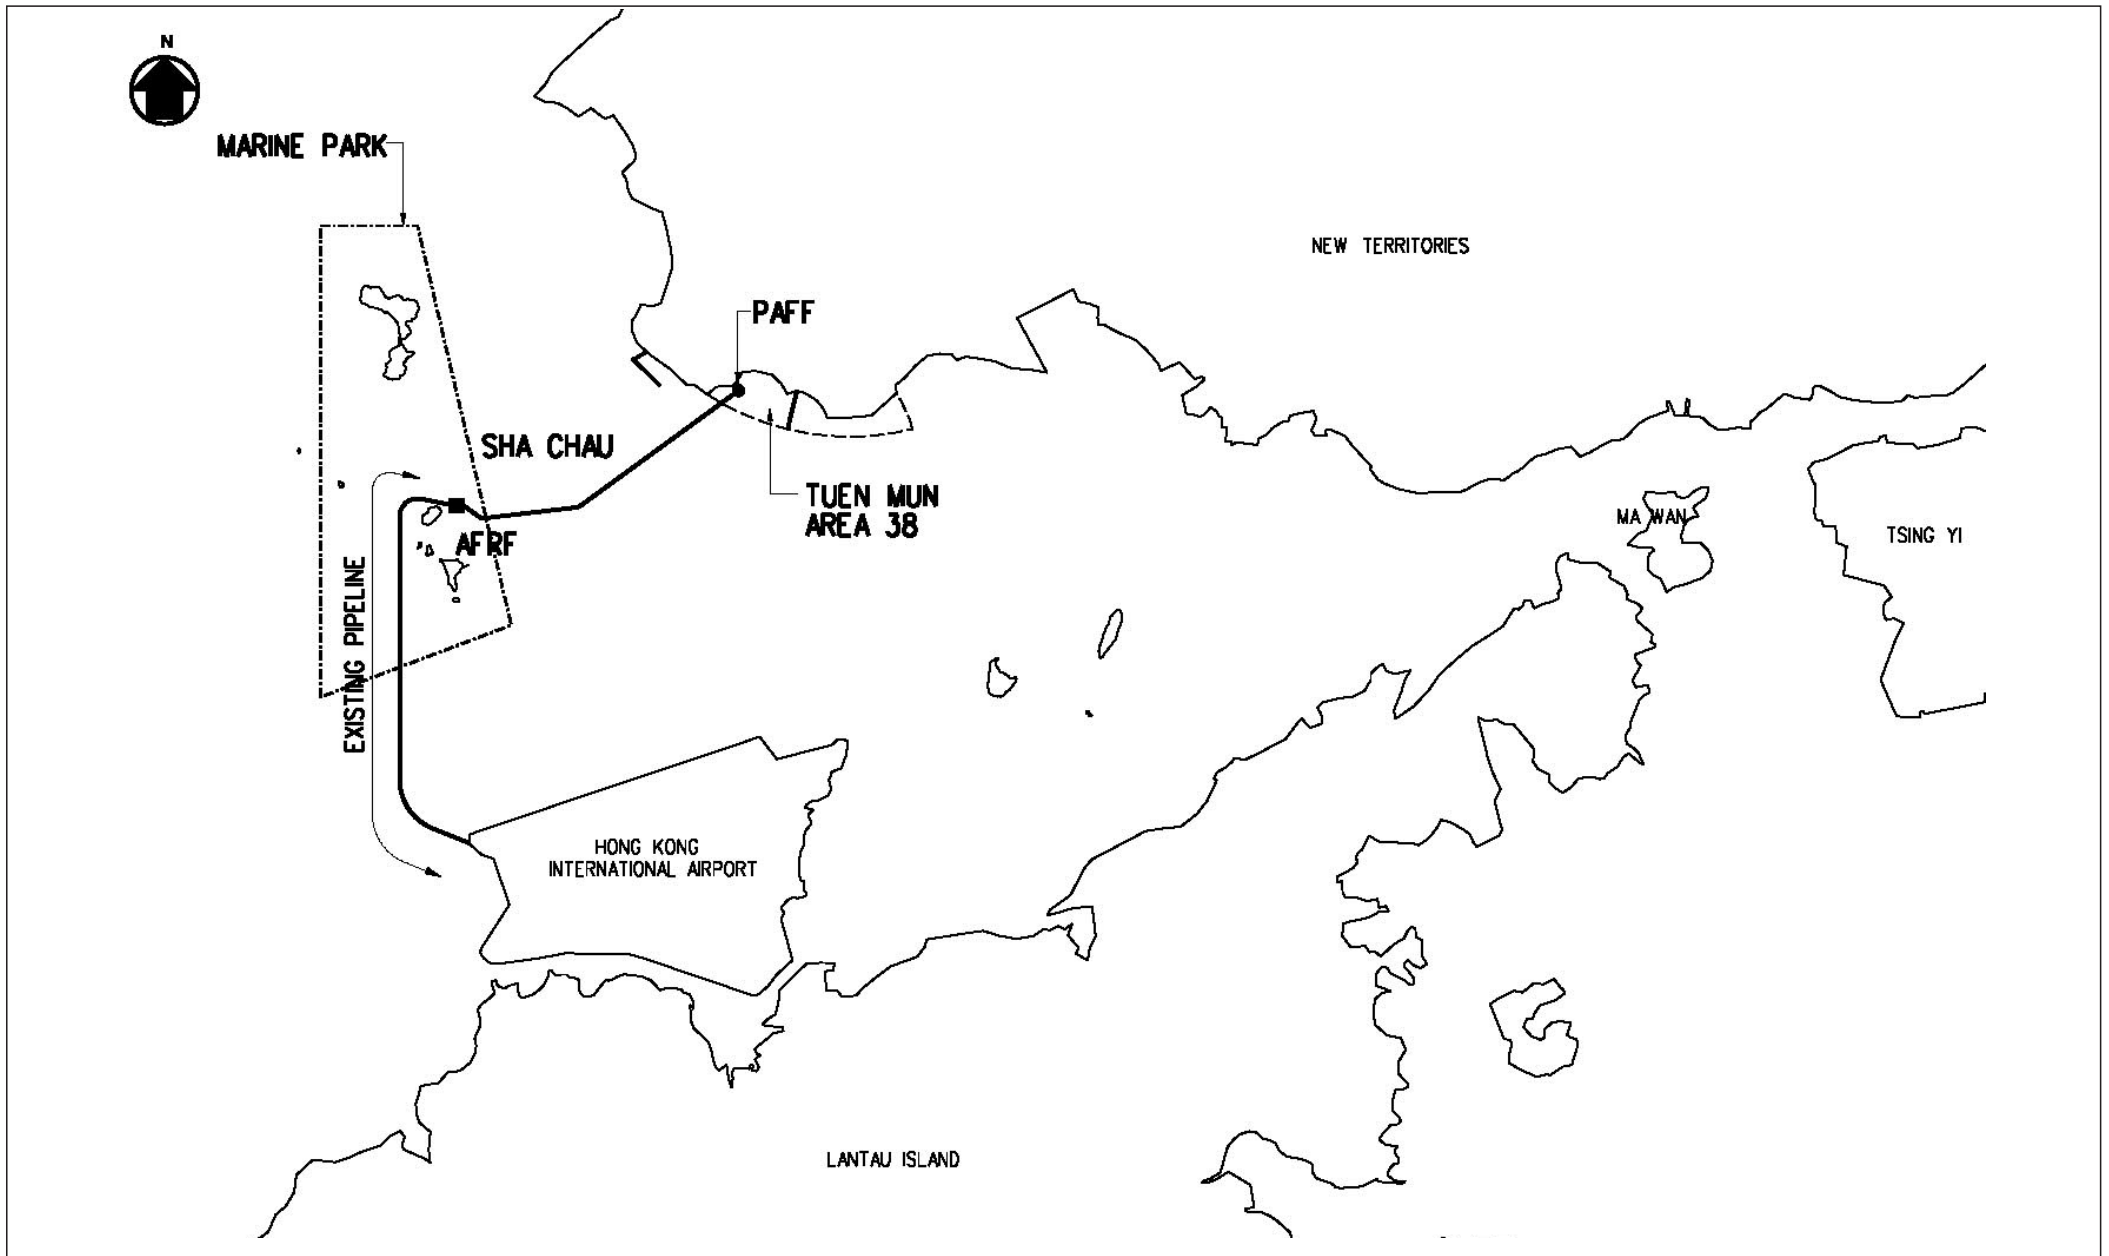 N
MARINE PARK
NEW TERRITORIES
PAFF
SHA CHAU
TUEN MUN
AREA 38
MA WAN
TSING YI
AFRF
EXISTING PIPELINE
HONG KONG
INTERNATIONAL AIRPORT
LANTAU ISLAND